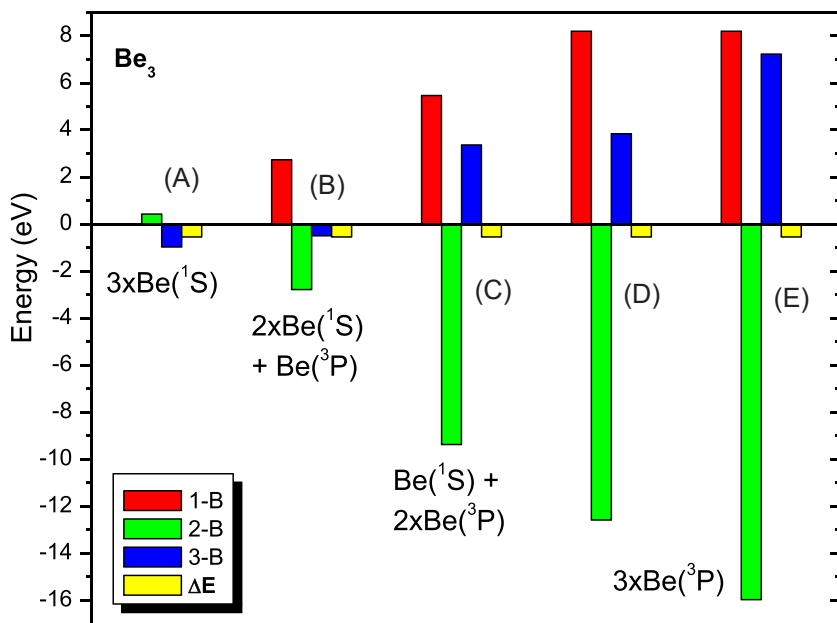 Be₃
Energy (eV)
8
6
4
2
0
-2
-4
-6
-8
-10
-12
-14
-16
(A)
3xBe(¹S)
(B)
2xBe(¹S)
+ Be(³P)
(C)
Be(¹S) +
2xBe(³P)
(D)
(E)
3xBe(³P)
1-B
2-B
3-B
ΔE